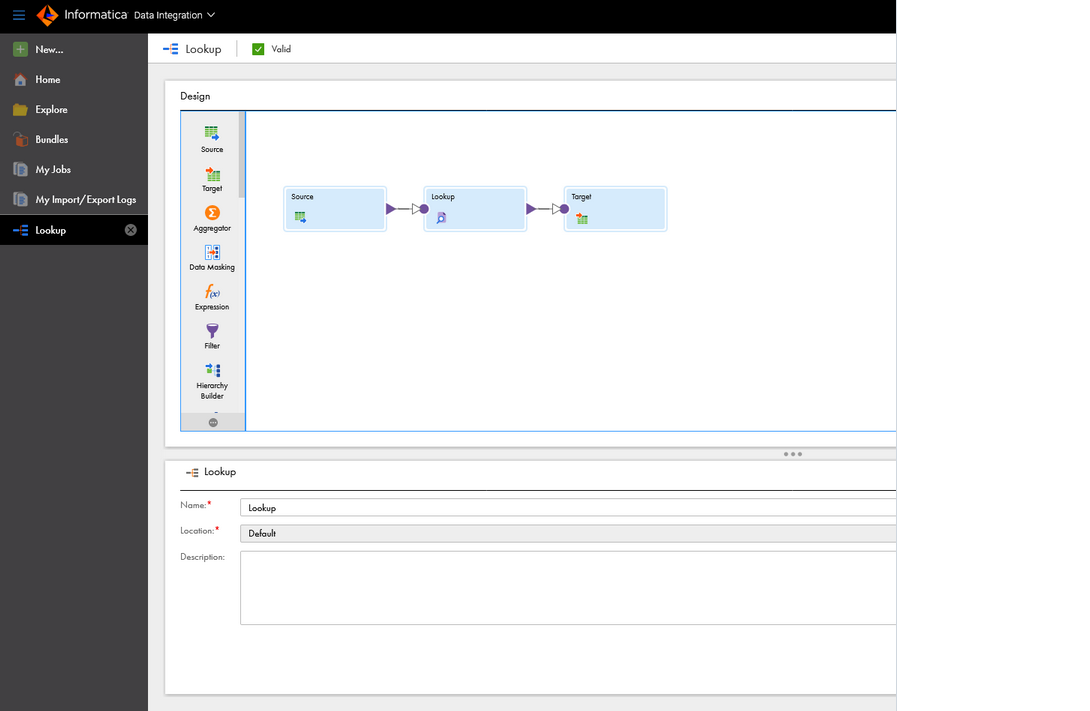 Informatica Data Integration
New...
Home
Explore
Bundles
My Jobs
My Import/Export Logs
Lookup
Lookup
Valid
Design
Source
Target
Aggregator
Data Masking
Expression
Filter
Hierarchy
Builder
Source
Lookup
Target
Lookup
Name:*
Lookup
Location:*
Default
Description: